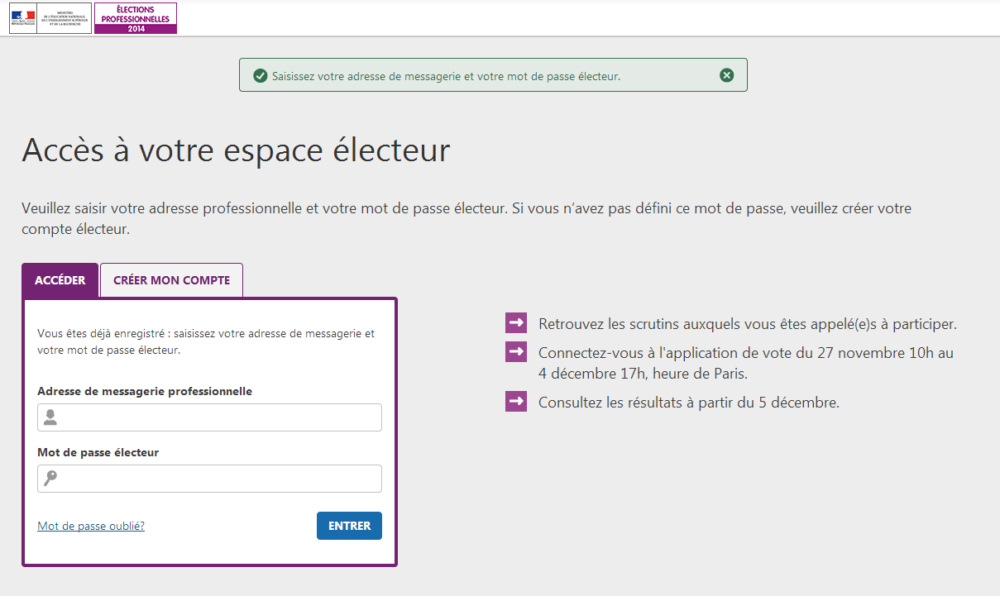 MINISTÈRE
DE L'ÉDUCATION NATIONALE,
DE L'ENSEIGNEMENT SUPÉRIEUR
ET DE LA RECHERCHE
ÉLECTIONS
PROFESSIONNELLES
2014
Saisissez votre adresse de messagerie et votre mot de passe électeur.
Accès à votre espace électeur
Veuillez saisir votre adresse professionnelle et votre mot de passe électeur. Si vous n’avez pas défini ce mot de passe, veuillez créer votre
compte électeur.
ACCÉDER
CRÉER MON COMPTE
Vous êtes déjà enregistré : saisissez votre adresse de messagerie et
votre mot de passe électeur.
Adresse de messagerie professionnelle
Mot de passe électeur
Mot de passe oublié?
ENTRER
Retrouvez les scrutins auxquels vous êtes appelé(e)s à participer.
Connectez-vous à l'application de vote du 27 novembre 10h au
4 décembre 17h, heure de Paris.
Consultez les résultats à partir du 5 décembre.